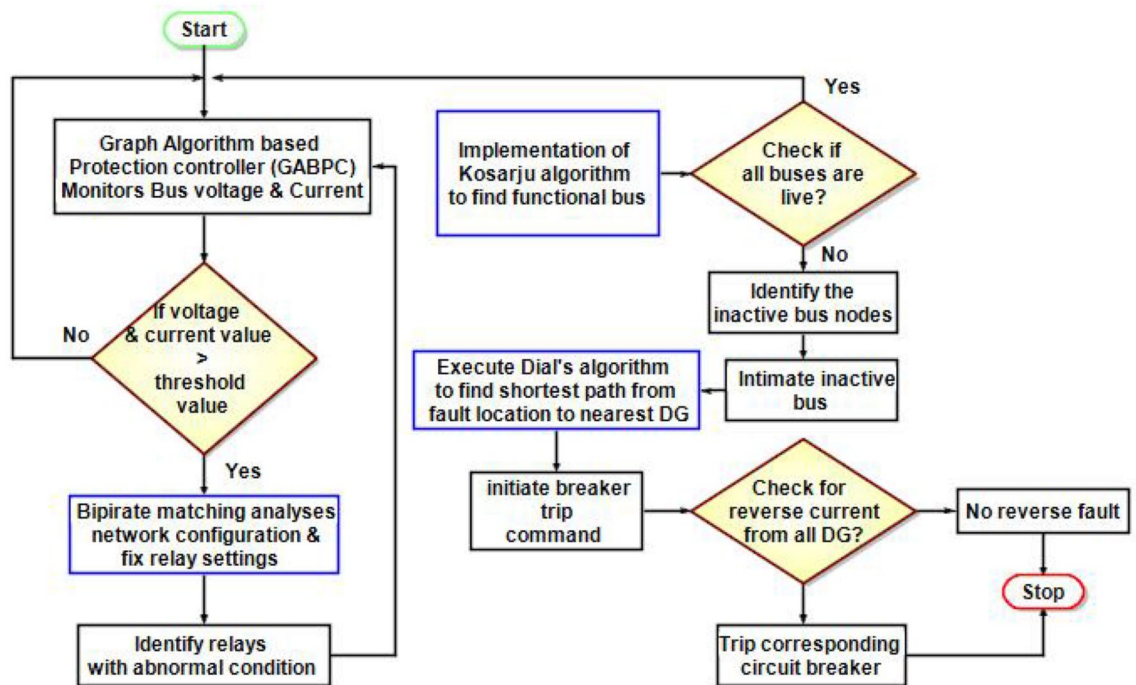 Start
Graph Algorithm based
Protection controller (GABPC)
Monitors Bus voltage & Current
If voltage
& current value
>
threshold
value
No
Yes
Bipirate matching analyses
network configuration &
fix relay settings
Identify relays
with abnormal condition
Implementation of
Kosarju algorithm
to find functional bus
Yes
Check if
all buses are
live?
No
Identify the
inactive bus nodes
Intimate inactive
bus
Execute Dial's algorithm
to find shortest path from
fault location to nearest DG
initiate breaker
trip
command
Check for
reverse current
from all DG?
No reverse fault
Stop
Trip corresponding
circuit breaker